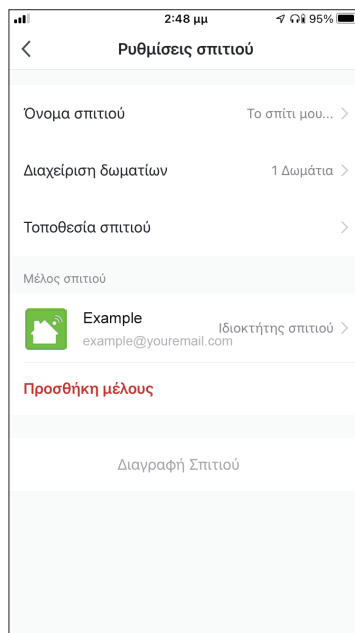 2:48 μμ 95%
Ρυθμίσεις σπιτιού
Όνομα σπιτιού Το σπίτι μου...
Διαχείριση δωματίων 1 Δωμάτια
Τοποθεσία σπιτιού
Μέλος σπιτιού
Example
Ιδιοκτήτης σπιτιού
example@youremail.com
Προσθήκη μέλους
Διαγραφή Σπιτιού